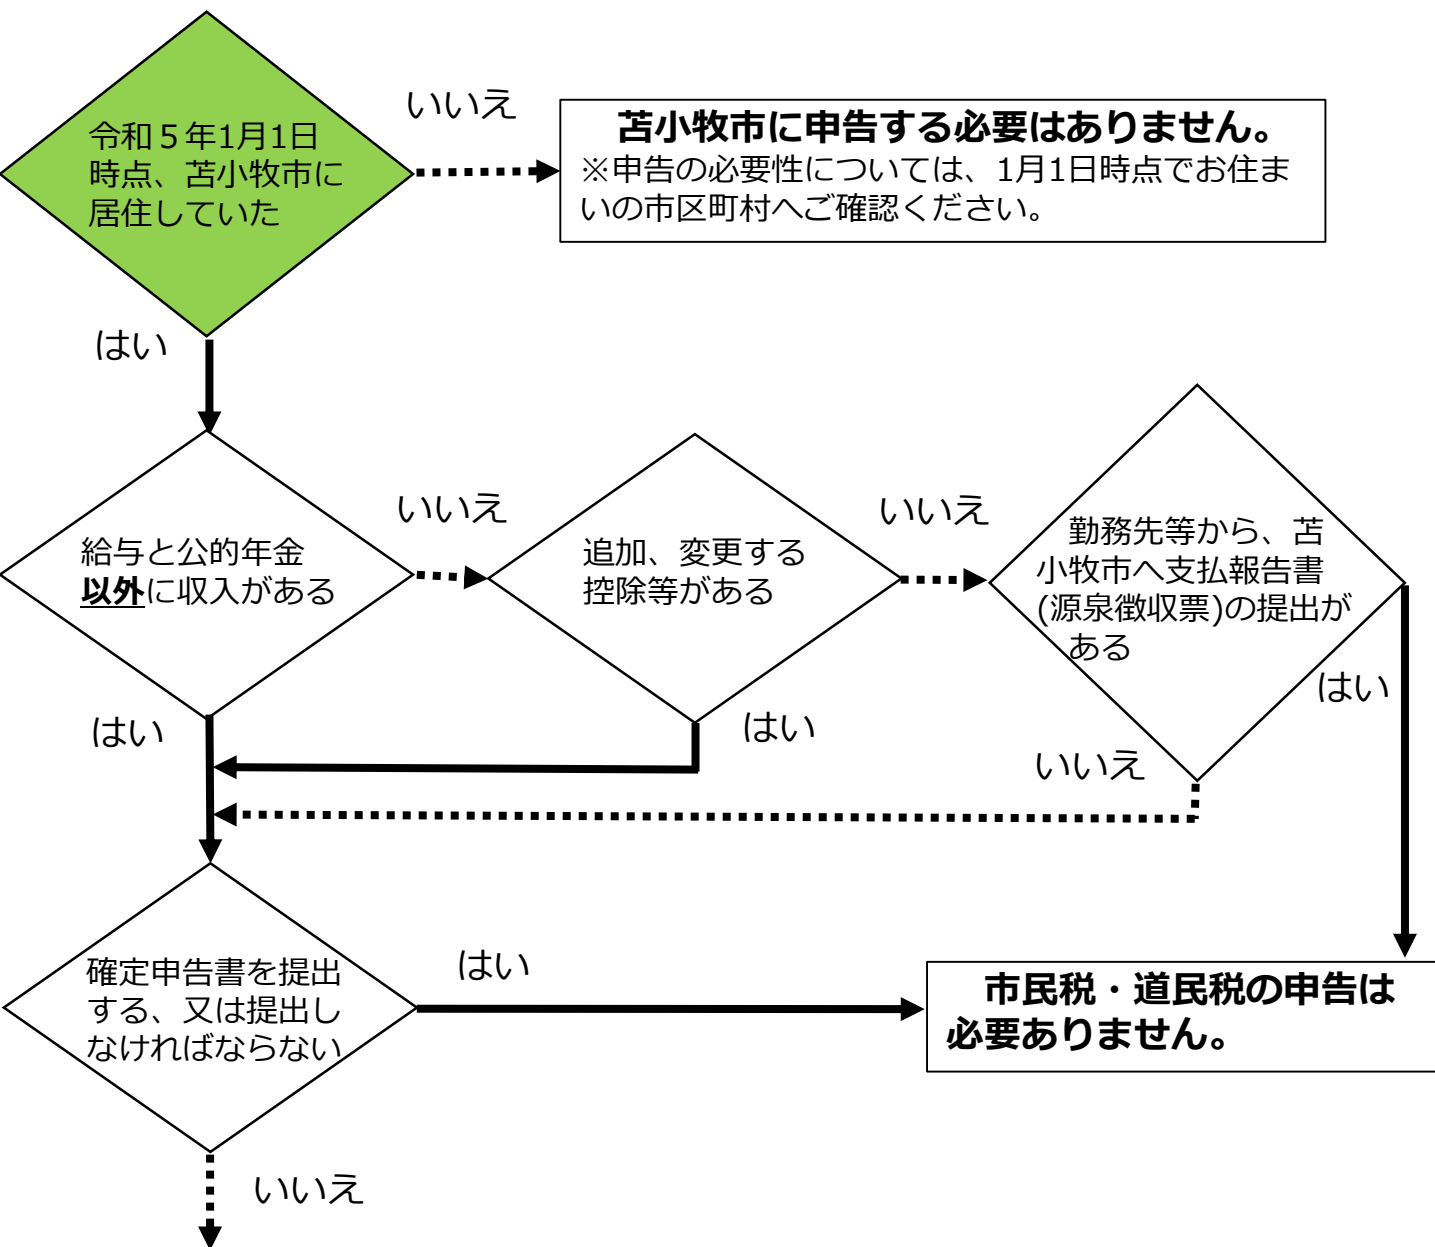 令和５年1月1日
時点、苫小牧市に
居住していた
いいえ
苫小牧市に申告する必要はありません。
※申告の必要性については、1月1日時点でお住ま
いの市区町村へご確認ください。
はい
給与と公的年金
以外に収入がある
いいえ
追加、変更する
控除等がある
いいえ
勤務先等から、苫
小牧市へ支払報告書
(源泉徴収票)の提出が
ある
はい
はい
はい
いいえ
確定申告書を提出
する、又は提出し
なければならない
はい
市民税・道民税の申告は
必要ありません。
いいえ